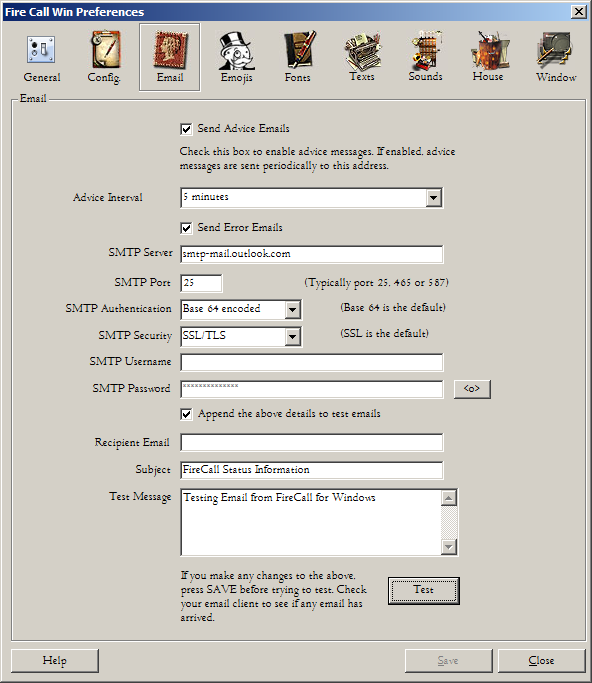 Fire Call Win Preferences
General Config. Email Emojis Fonts Texts Sounds House Window
Email
Send Advice Emails
Check this box to enable advice messages. If enabled, advice
messages are sent periodically to this address.
Advice Interval 5 minutes
Send Error Emails
SMTP Server smtp-mail.outlook.com
SMTP Port 25 (Typically port 25, 465 or 587)
SMTP Authentication Base 64 encoded (Base 64 is the default)
SMTP Security SSL/TLS (SSL is the default)
SMTP Username
SMTP Password ************** <o>
Append the above details to test emails
Recipient Email
Subject FireCall Status Information
Test Message Testing Email from FireCall for Windows
If you make any changes to the above,
press SAVE before trying to test. Check
your email client to see if any email has
arrived.
Test
Help Save Close